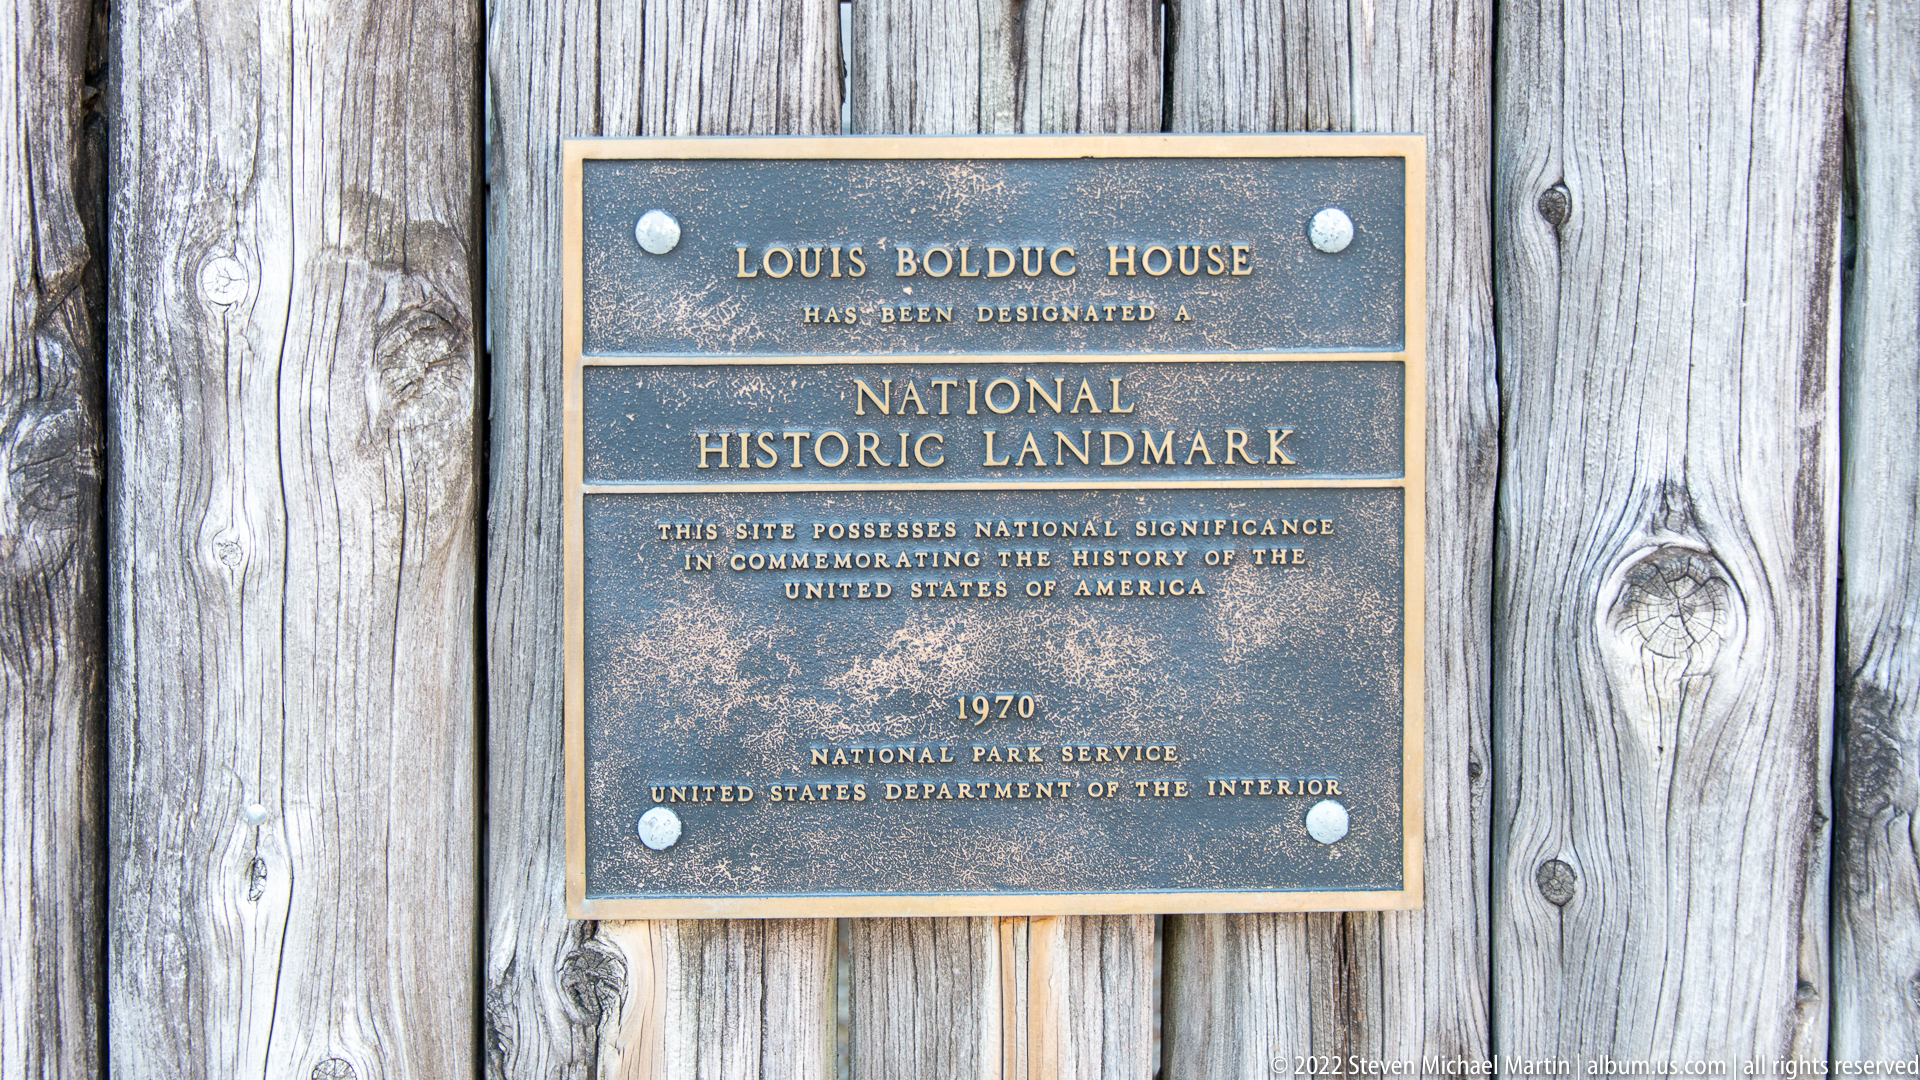 LOUIS BOLDUC HOUSE
HAS BEEN DESIGNATED A
NATIONAL
HISTORIC LANDMARK
THIS SITE POSSESSES NATIONAL SIGNIFICANCE
IN COMMEMORATING THE HISTORY OF THE
UNITED STATES OF AMERICA
1970
NATIONAL PARK SERVICE
UNITED STATES DEPARTMENT OF THE INTERIOR
© 2022 Steven Michael Martin | album.us.com | all rights reserved